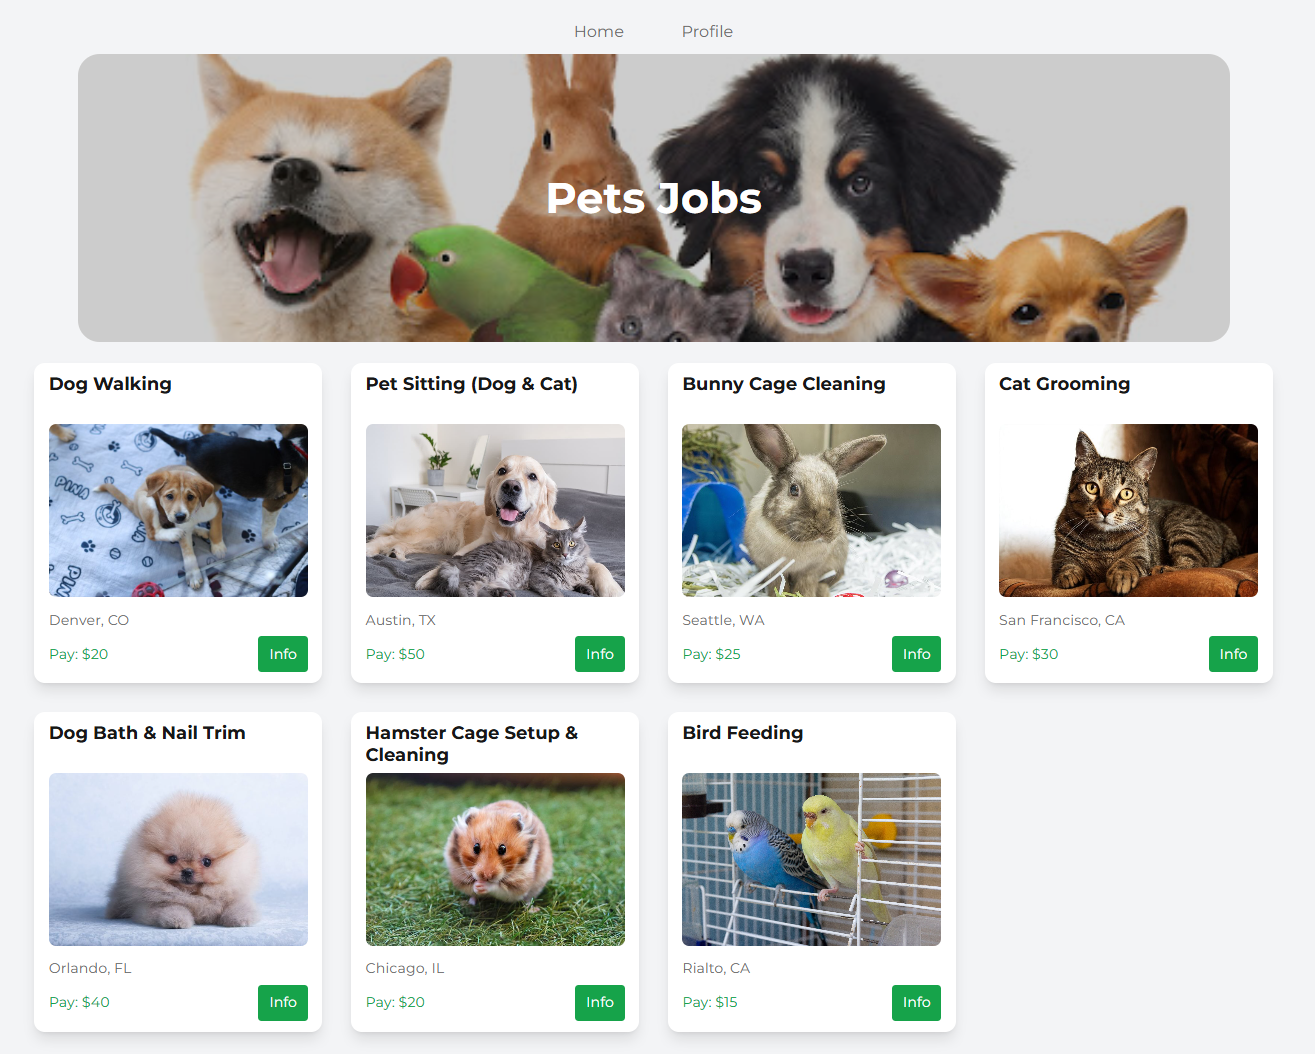 Home Profile
Pets Jobs
Dog Walking
PINA
PINA
Denver, CO
Pay: $20 Info
Pet Sitting (Dog & Cat)
Austin, TX
Pay: $50 Info
Bunny Cage Cleaning
Seattle, WA
Pay: $25 Info
Cat Grooming
San Francisco, CA
Pay: $30 Info
Dog Bath & Nail Trim
Orlando, FL
Pay: $40 Info
Hamster Cage Setup &
Cleaning
Chicago, IL
Pay: $20 Info
Bird Feeding
Rialto, CA
Pay: $15 Info